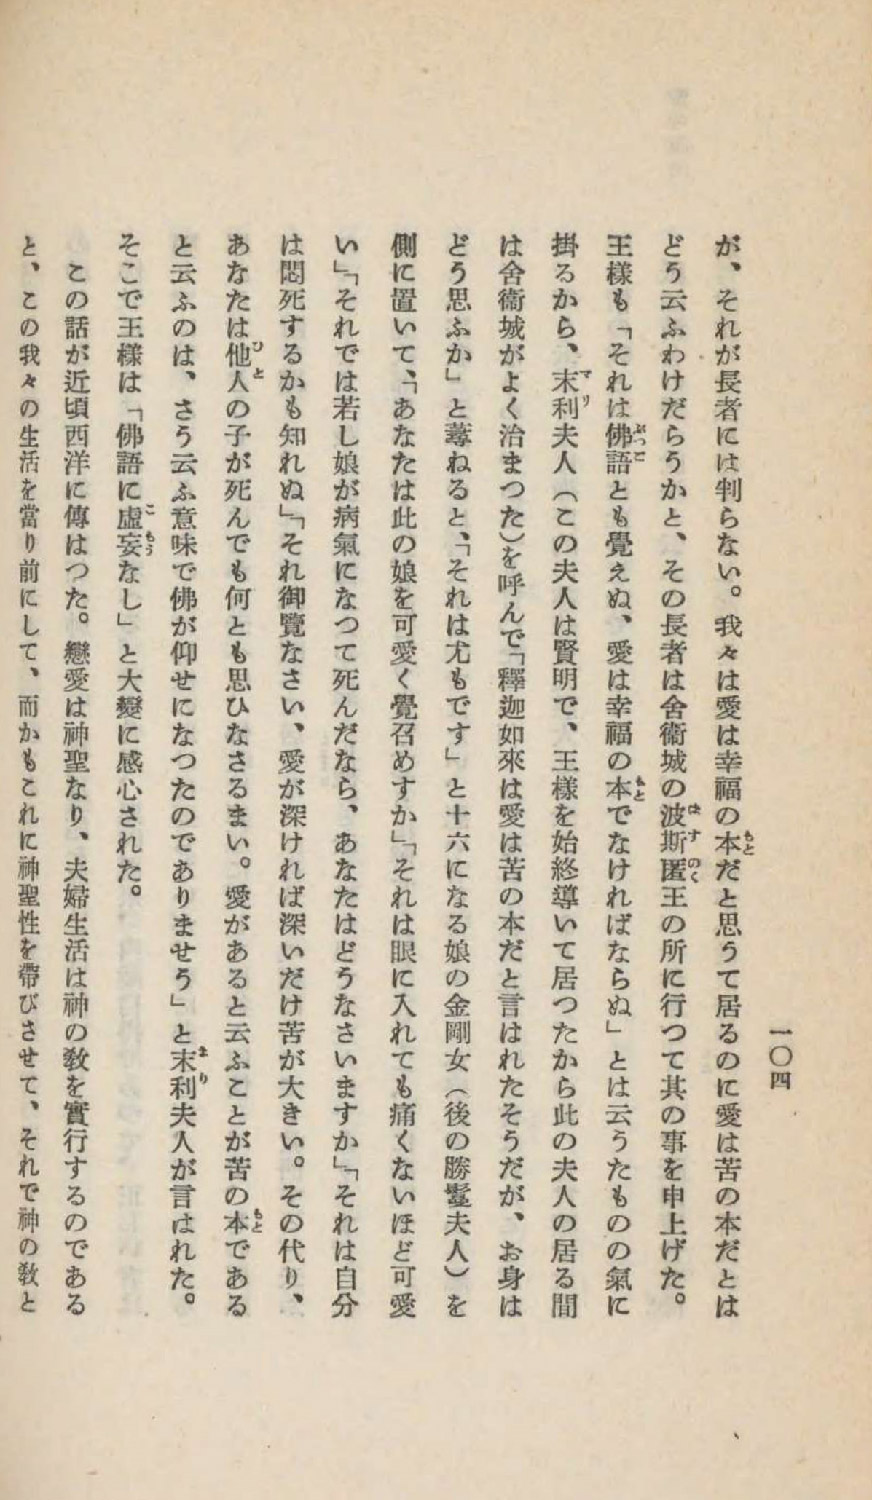 一〇四
が、それが長者には判らない。我々は愛は幸福の本だと思うて居るのに愛は苦の本だとは
どう云ふわけだらうかと、その長者は舍衞城の波斯匿王の所に行つて其の事を申上げた。
王樣も「それは佛語とも覺えぬ、愛は幸福の本でなければならぬ」とは云うたものの氣に
掛るから、末利夫人（この夫人は賢明で、王樣を始終導いて居つたから此の夫人の居る間
は舍衞城がよく治まつた）を呼んで「釋迦如來は愛は苦の本だと言はれたそうだが、お身は
どう思ふか」と蕁ねると、「それは尤もです」と十六になる娘の金剛女（後の勝鬘夫人）を
側に置いて、「あなたは此の娘を可愛く覺召めすか」「それは眼に入れても痛くないほど可愛
い」「それでは若し娘が病氣になつて死んだなら、あなたはどうなさいますか」「それは自分
は悶死するかも知れぬ」「それ御覽なさい、愛が深ければ深いだけ苦が大きい。その代り、
あなたは他人の子が死んでも何とも思ひなさるまい。愛があると云ふことが苦の本である
と云ふのは、さう云ふ意味で佛が仰せになつたのでありませう」と末利夫人が言はれた。
そこで王樣は「佛語に虛妄なし」と大變に感心された。
この話が近頃西洋に傳はつた。戀愛は神聖なり、夫婦生活は神の敎を實行するのである
と、この我々の生活を當り前にして、而かもこれに神聖性を帶びさせて、それで神の敎と